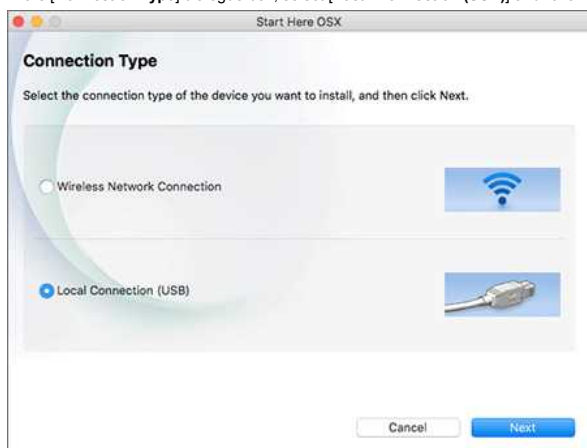 Start Here OSX
Connection Type
Select the connection type of the device you want to install, and then click Next.
Wireless Network Connection
Local Connection (USB)
Cancel Next